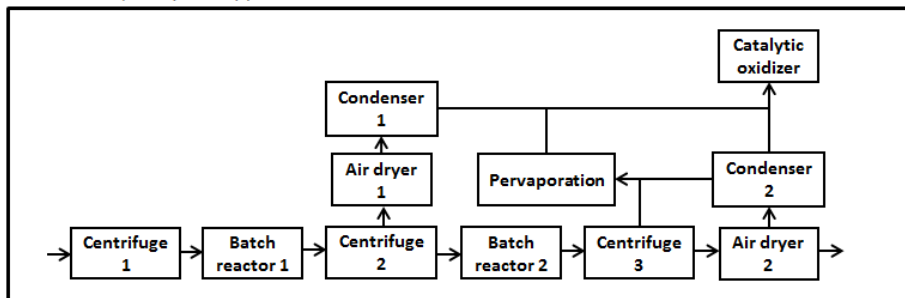 Catalytic
oxidizer
Condenser
1
Air dryer
1
Pervaporation
Condenser
2
Centrifuge
1
Batch
reactor 1
Centrifuge
2
Batch
reactor 2
Centrifuge
3
Air dryer
2